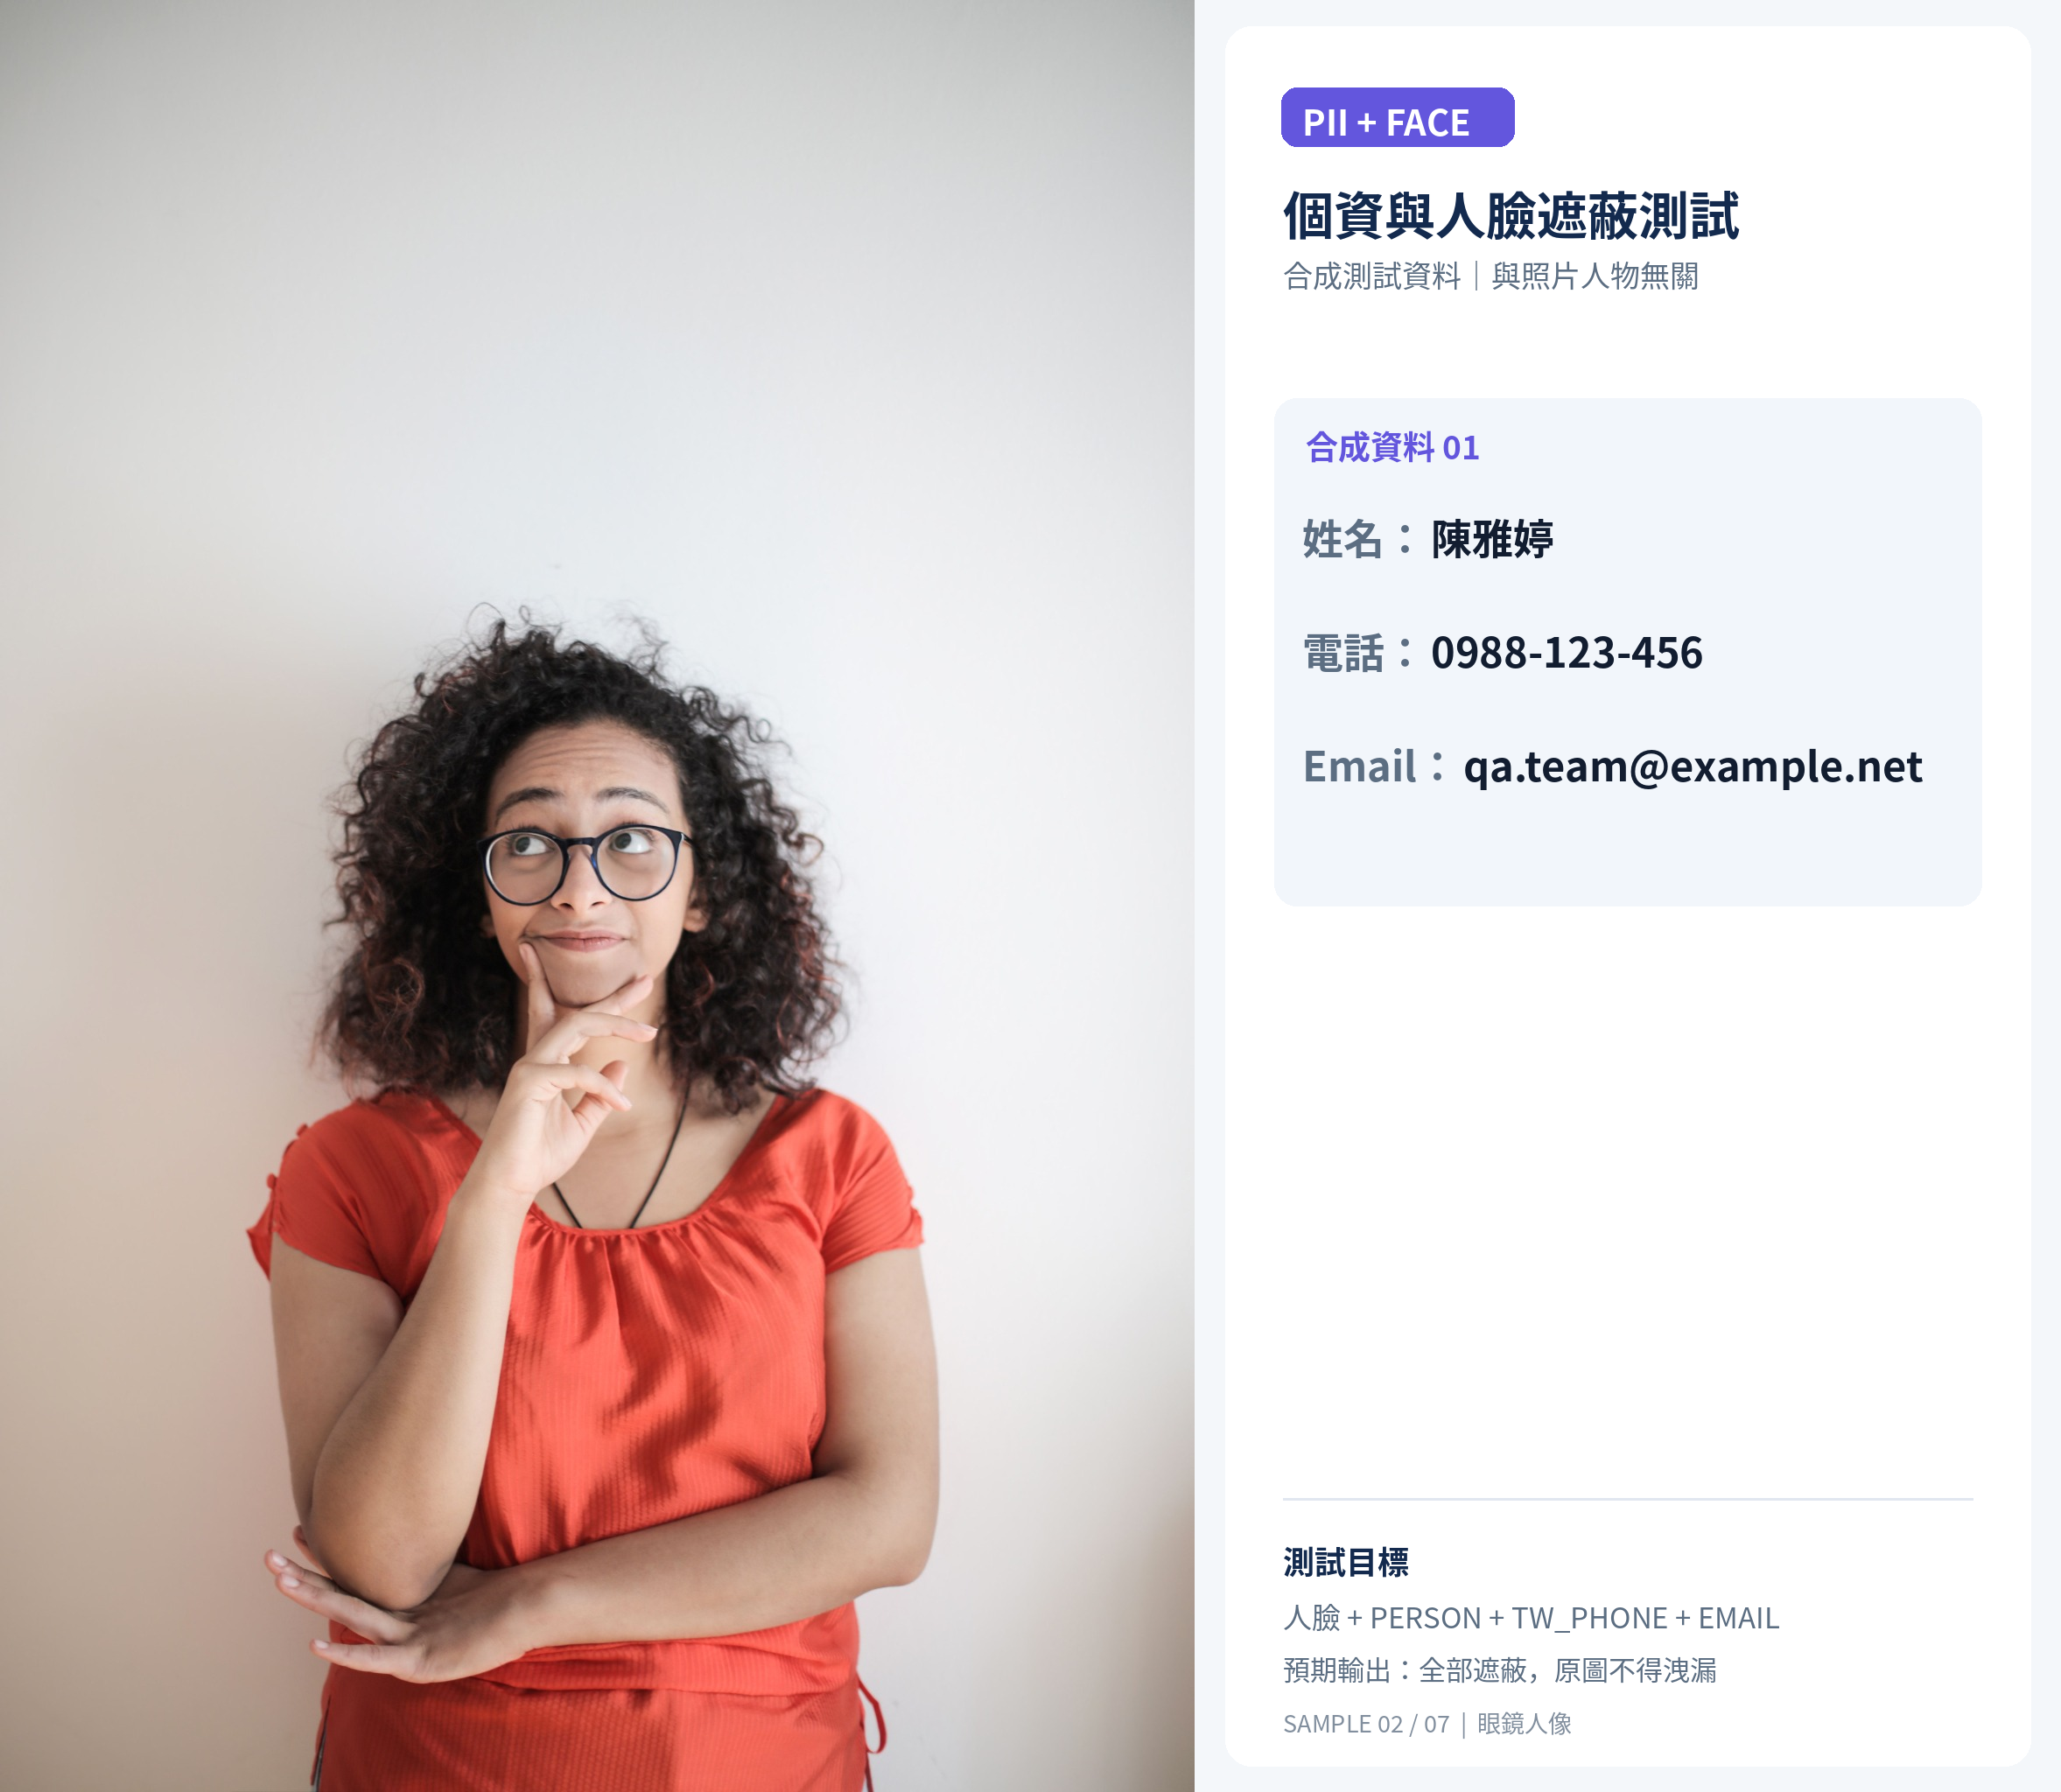 PII + FACE
個資與人臉遮蔽測試
合成測試資料｜與照片人物無關
合成資料 01
姓名：陳雅婷
電話：0988-123-456
Email：qa.team@example.net
測試目標
人臉 + PERSON + TW_PHONE + EMAIL
預期輸出：全部遮蔽，原圖不得洩漏
SAMPLE 02 / 07｜眼鏡人像